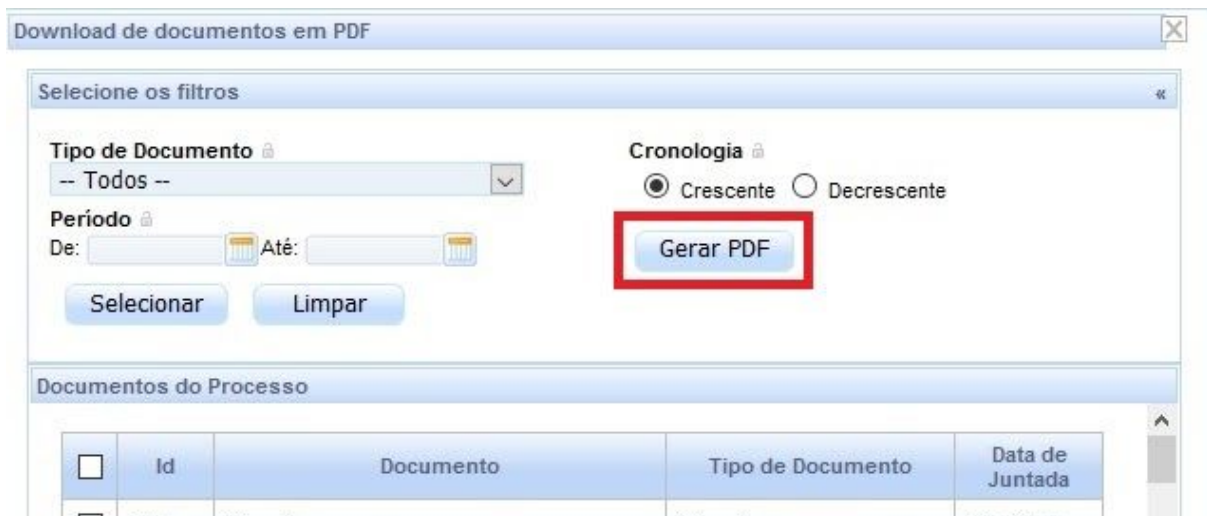 Download de documentos em PDF
Selecione os filtros
Tipo de Documento
-- Todos --
Período
De:
Até:
Selecionar
Limpar
Cronologia
Crescente
Decrescente
Gerar PDF
Documentos do Processo
Id
Documento
Tipo de Documento
Data de
Juntada